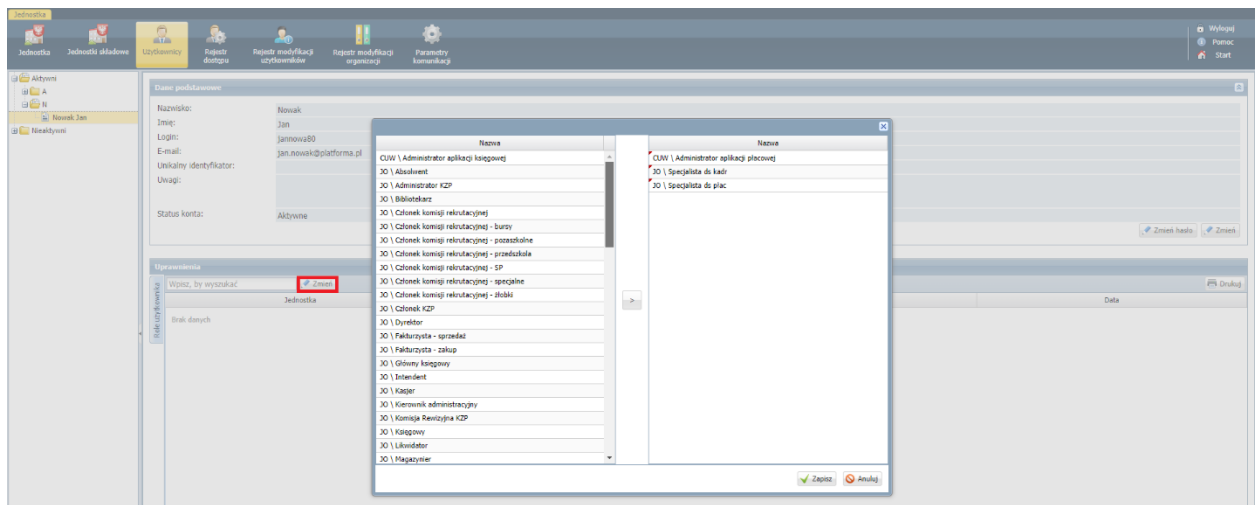 Jednostka
Jednostka
Jednostki składowe
Użytkownicy
Rejestr dostępu
Rejestr modyfikacji użytkowników
Rejestr modyfikacji organizacji
Parametry komunikacji
Wyloguj
Pomoc
Start
Aktywni
A
N
Nowak Jan
Nieaktywni
Dane podstawowe
Nazwisko: Nowak
Imię: Jan
Login: jannowa80
E-mail: jan.nowak@platforma.pl
Unikalny identyfikator:
Uwagi:
Status konta: Aktywne
Zmień hasło Zmień
Uprawnienia
Role użytkownika
Wpisz, by wyszukać Zmień Drukuj
Jednostka Data
Brak danych
Nazwa
CUW \ Administrator aplikacji księgowej
JO \ Absolwent
JO \ Administrator KZP
JO \ Bibliotekarz
JO \ Członek komisji rekrutacyjnej
JO \ Członek komisji rekrutacyjnej - bursy
JO \ Członek komisji rekrutacyjnej - pozaszkolne
JO \ Członek komisji rekrutacyjnej - przedszkola
JO \ Członek komisji rekrutacyjnej - SP
JO \ Członek komisji rekrutacyjnej - specjalne
JO \ Członek komisji rekrutacyjnej - żłobki
JO \ Członek KZP
JO \ Dyrektor
JO \ Fakturzysta - sprzedaż
JO \ Fakturzysta - zakup
JO \ Główny księgowy
JO \ Intendent
JO \ Kasjer
JO \ Kierownik administracyjny
JO \ Komisja Rewizyjna KZP
JO \ Księgowy
JO \ Likwidator
JO \ Magazynier
>
Nazwa
CUW \ Administrator aplikacji płacowej
JO \ Specjalista ds kadr
JO \ Specjalista ds płac
Zapisz Anuluj